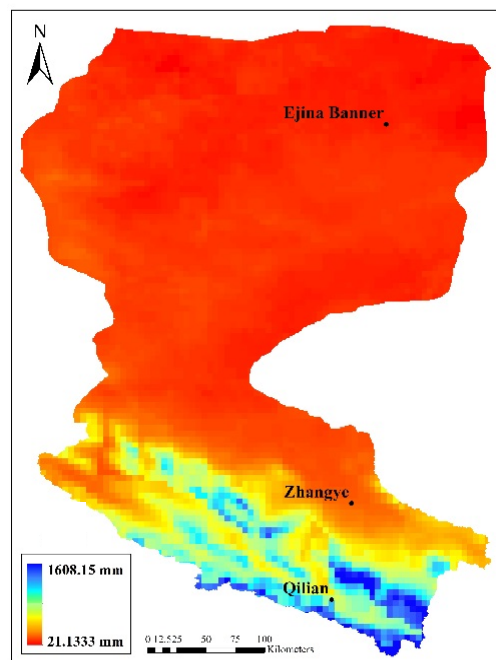 N
Ejina Banner
Zhangye
Qilian
1608.15 mm
21.1333 mm
0 12.525 50 75 100
Kilometers